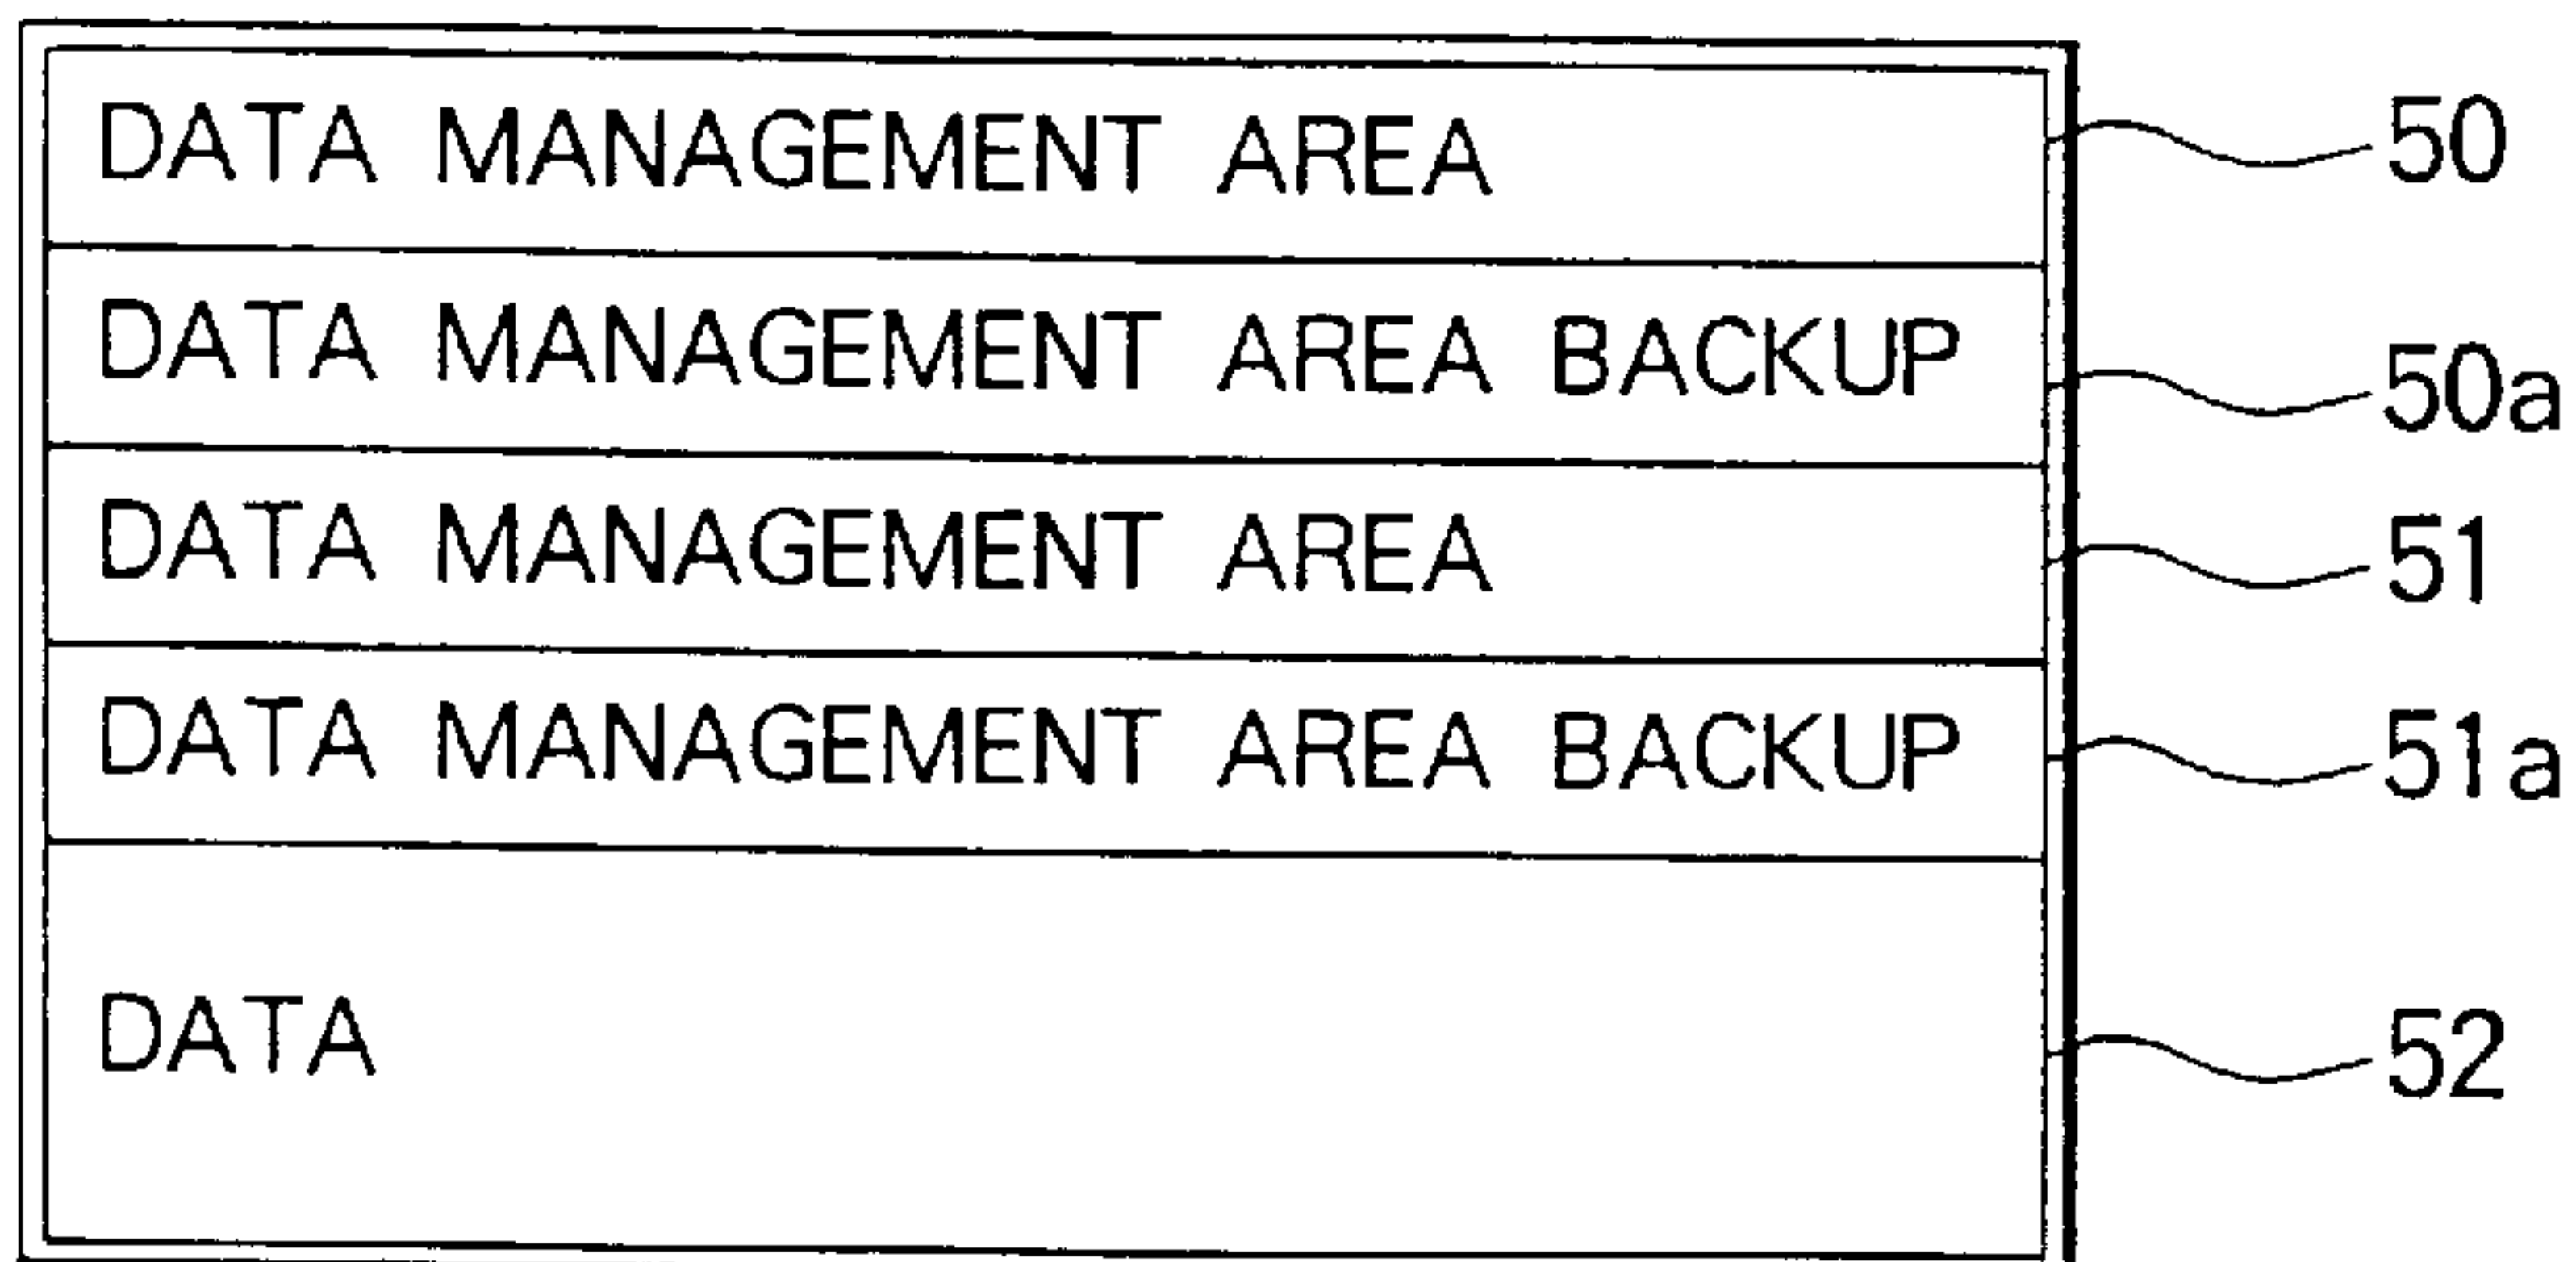 DATA MANAGEMENT AREA 50
DATA MANAGEMENT AREA BACKUP 50a
DATA MANAGEMENT AREA 51
DATA MANAGEMENT AREA BACKUP 51a
DATA 52